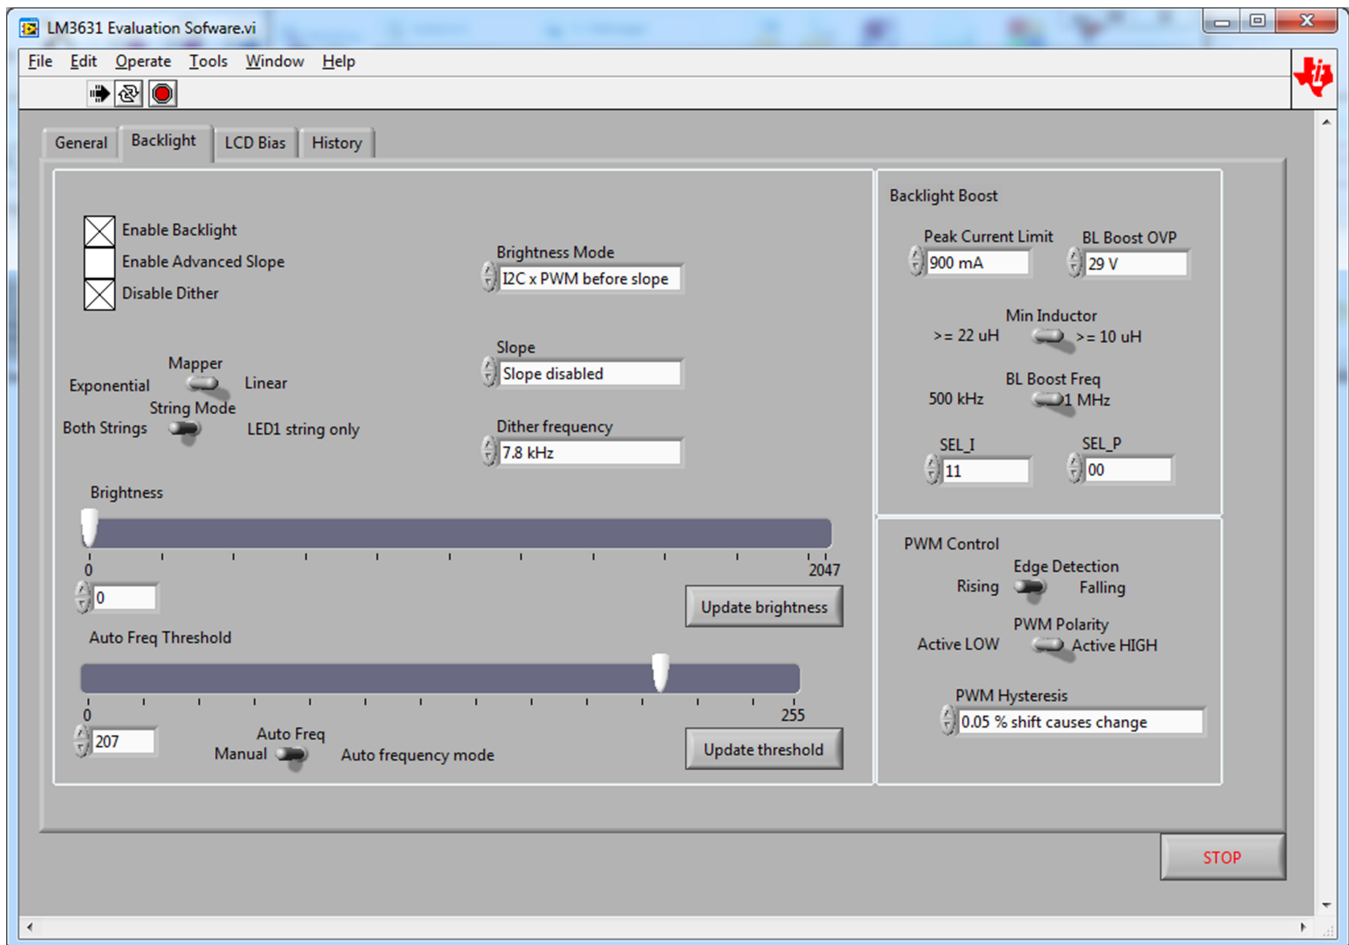 LM3631 Evaluation Sofware.vi
File Edit Operate Tools Window Help
General Backlight LCD Bias History
Enable Backlight
Enable Advanced Slope
Disable Dither
Mapper
Exponential Linear
String Mode
Both Strings LED1 string only
Brightness Mode
I2C x PWM before slope
Slope
Slope disabled
Dither frequency
7.8 kHz
Brightness
0 2047
0
Update brightness
Auto Freq Threshold
0 255
207
Auto Freq
Manual Auto frequency mode
Update threshold
Backlight Boost
Peak Current Limit BL Boost OVP
900 mA 29 V
Min Inductor
>= 22 uH >= 10 uH
BL Boost Freq
500 kHz 1 MHz
SEL_I SEL_P
11 00
PWM Control
Edge Detection
Rising Falling
PWM Polarity
Active LOW Active HIGH
PWM Hysteresis
0.05 % shift causes change
STOP